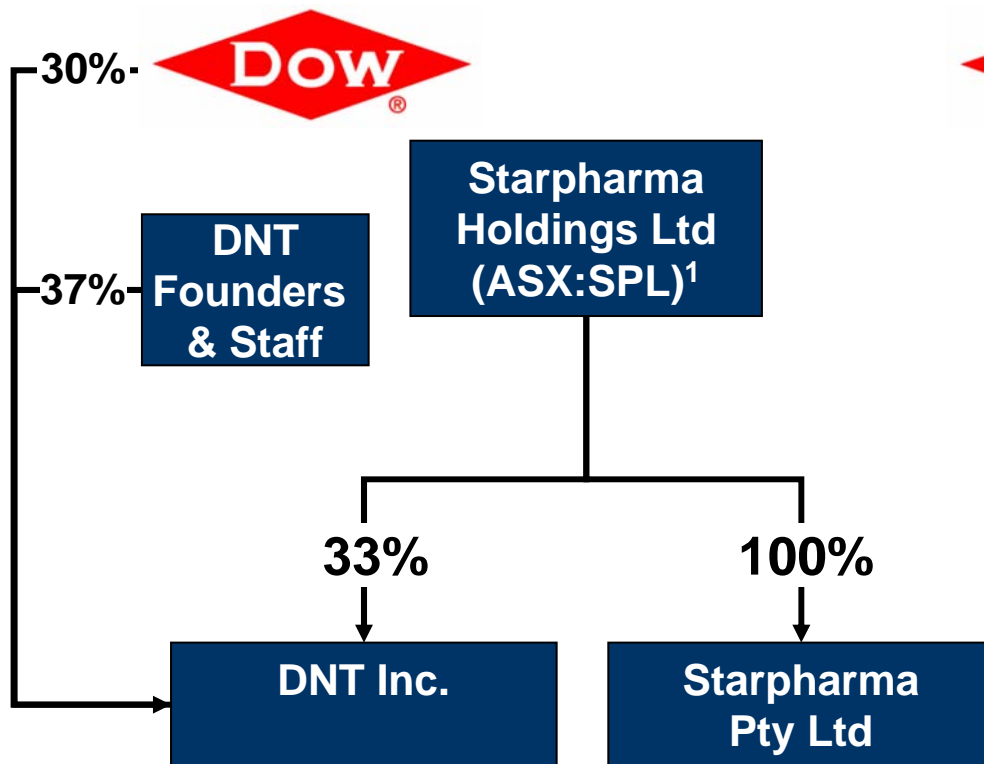 30%
Dow
®
Starpharma
Holdings Ltd
(ASX:SPL)1
DNT
Founders
& Staff
37%
33%
100%
DNT Inc.
Starpharma
Pty Ltd